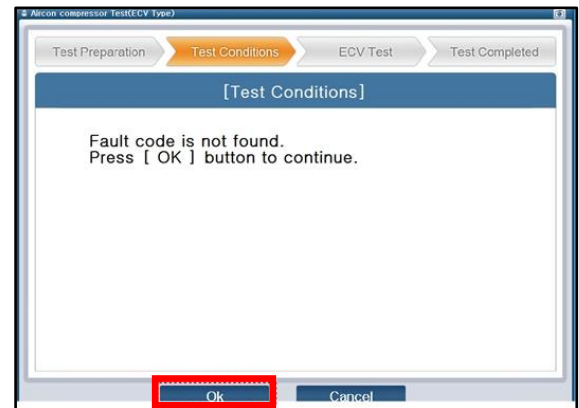 Aircon compressor Test(ECV Type)
Test Preparation Test Conditions ECV Test Test Completed
[Test Conditions]
Fault code is not found.
Press [ OK ] button to continue.
Ok Cancel